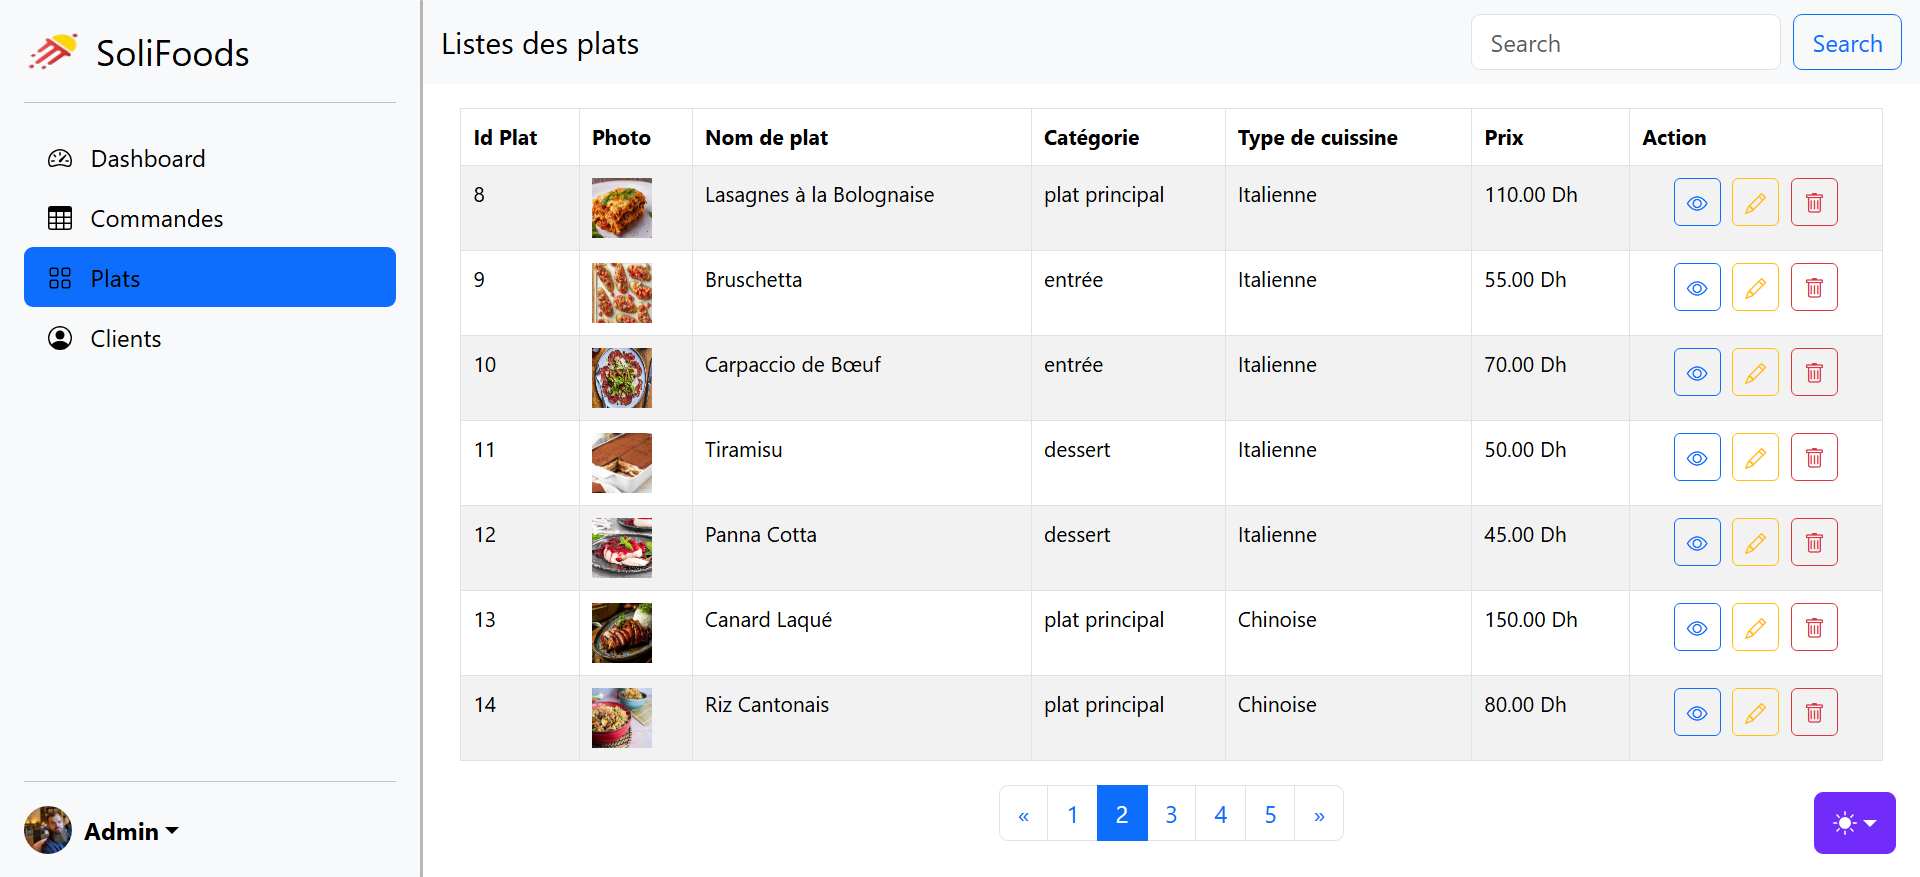 SoliFoods
Dashboard
Commandes
Plats
Clients
Admin
Listes des plats
Search
Search
Id Plat Photo Nom de plat Catégorie Type de cuissine Prix Action
8 Lasagnes à la Bolognaise plat principal Italienne 110.00 Dh
9 Bruschetta entrée Italienne 55.00 Dh
10 Carpaccio de Bœuf entrée Italienne 70.00 Dh
11 Tiramisu dessert Italienne 50.00 Dh
12 Panna Cotta dessert Italienne 45.00 Dh
13 Canard Laqué plat principal Chinoise 150.00 Dh
14 Riz Cantonais plat principal Chinoise 80.00 Dh
« 1 2 3 4 5 »